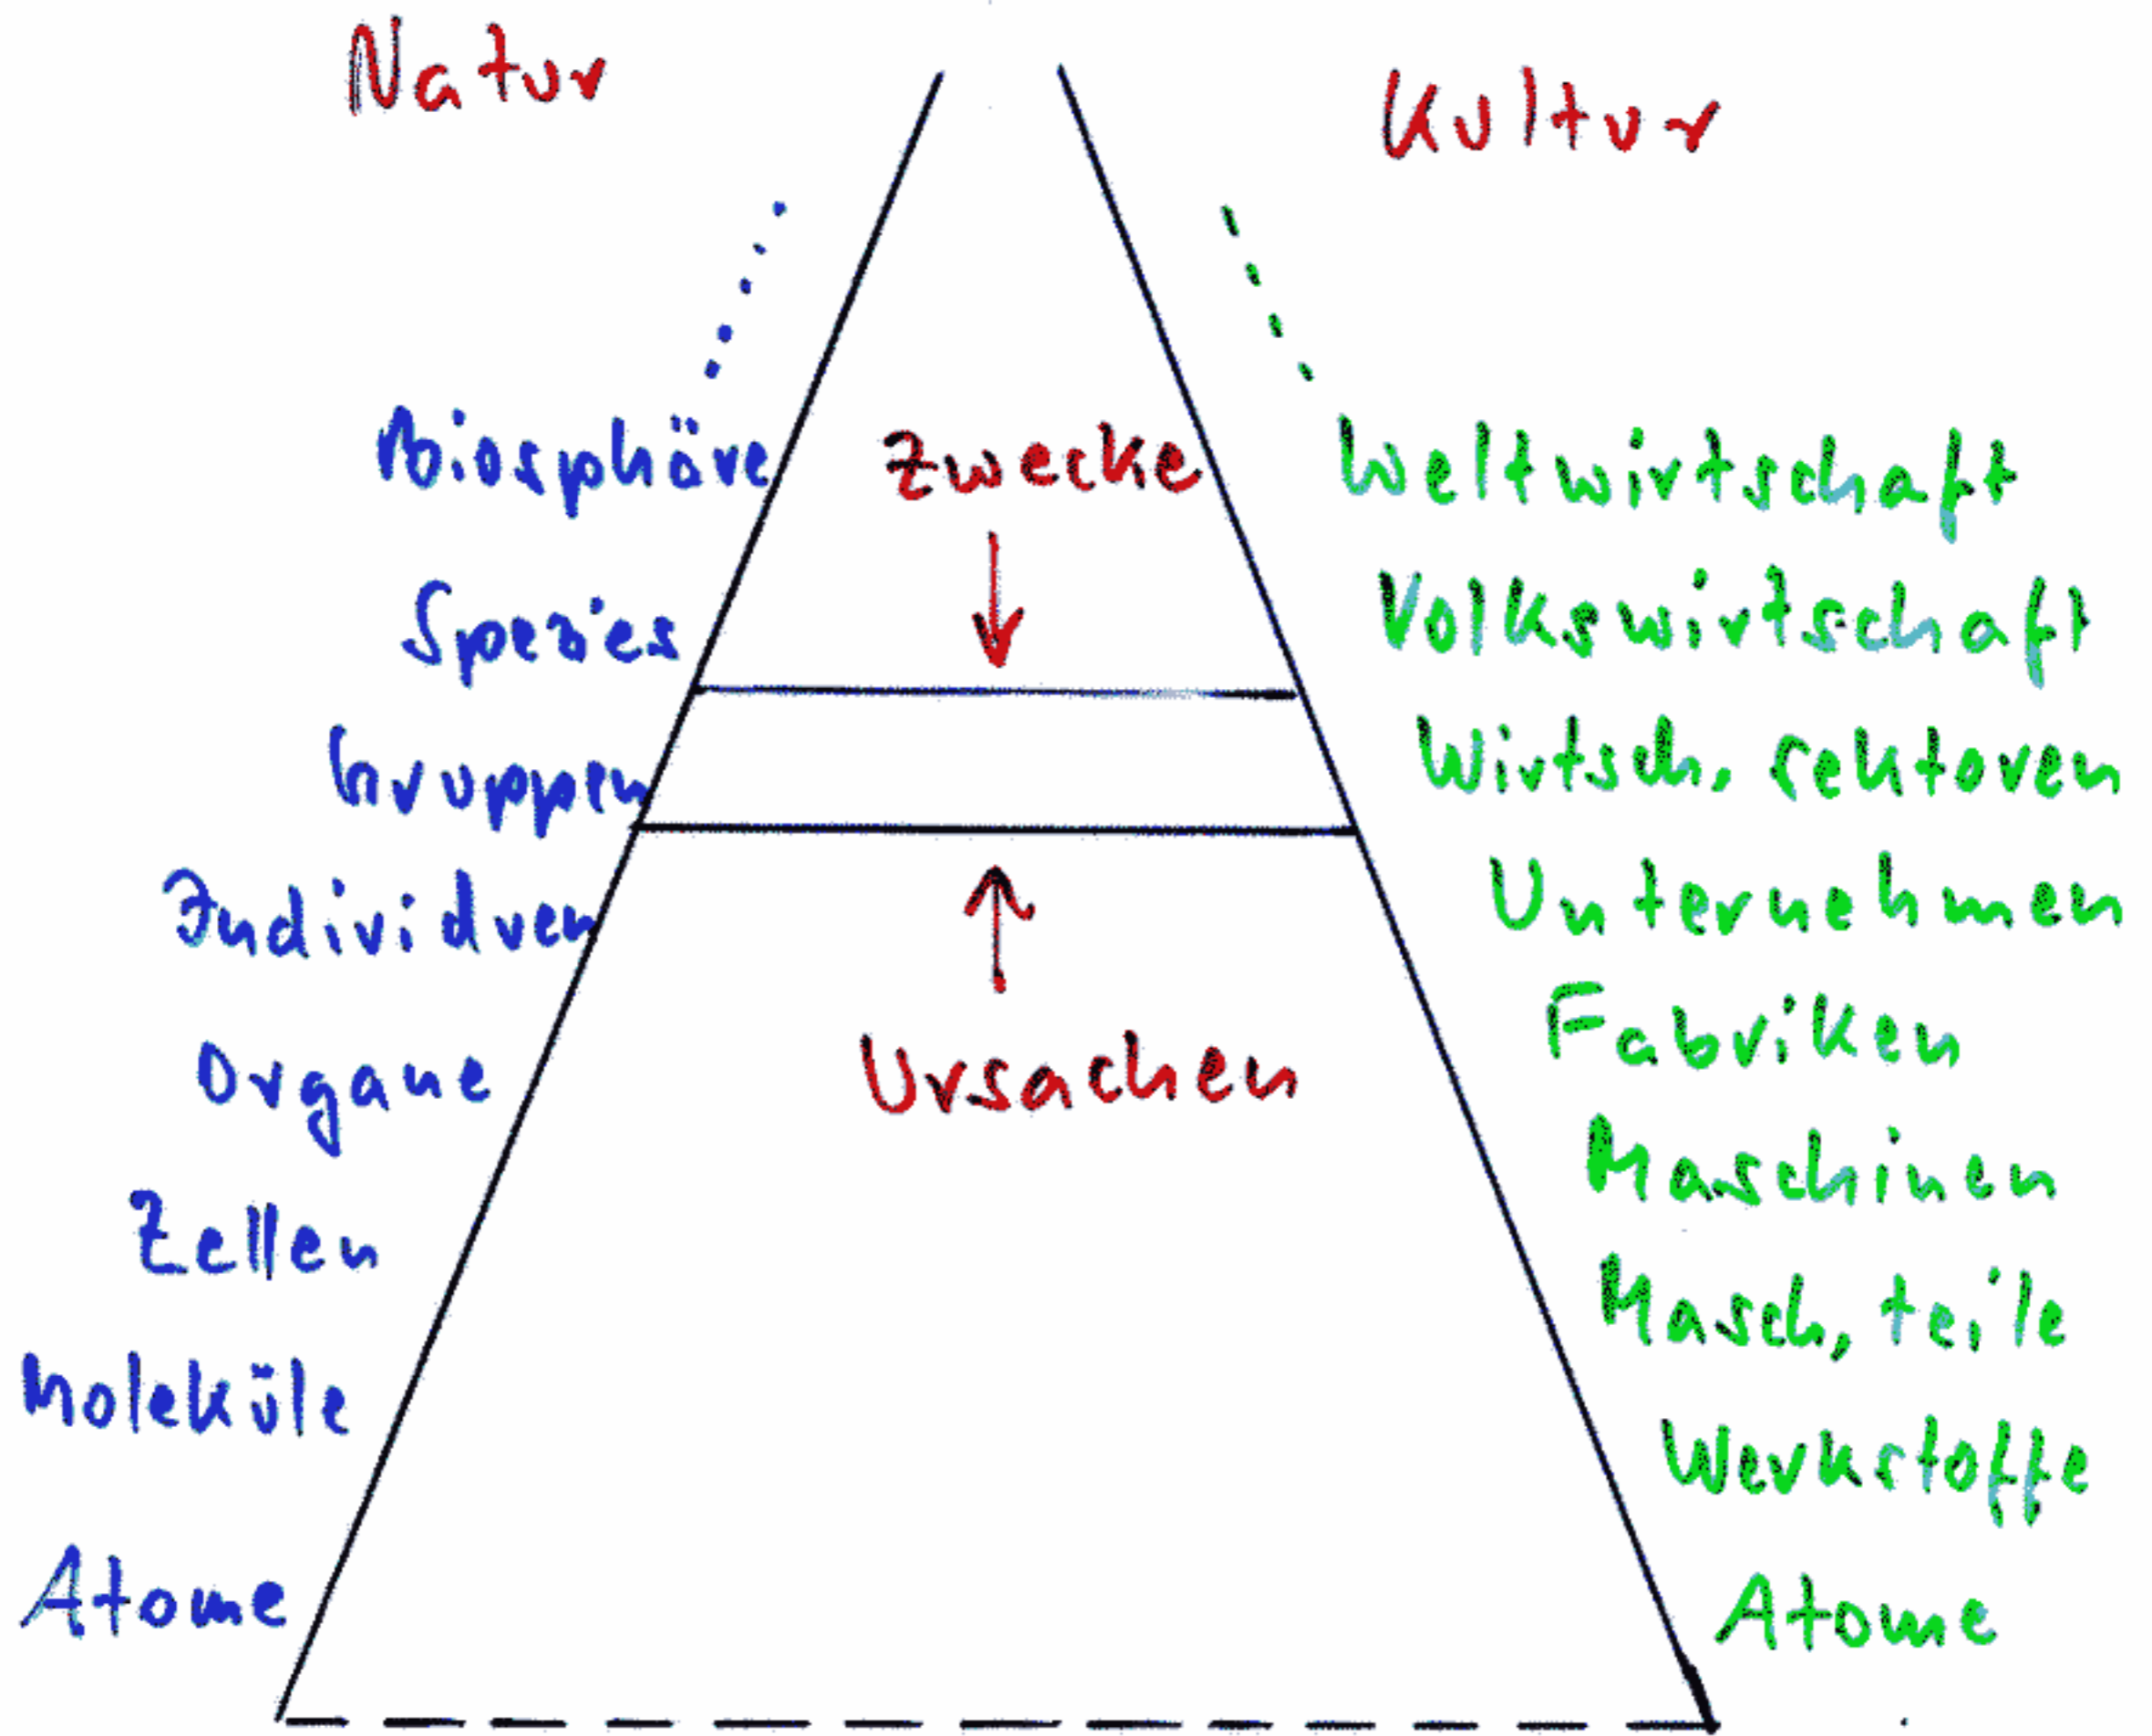 Natur
Kultur
Biosphäre
Zwecke
Weltwirtschaft
Spezies
Volkswirtschaft
Gruppen
Wirtsch. sektoren
Individuen
Unternehmen
Organe
Ursachen
Fabriken
Zellen
Maschinen
Moleküle
Masch. teile
Werkstoffe
Atome
Atome